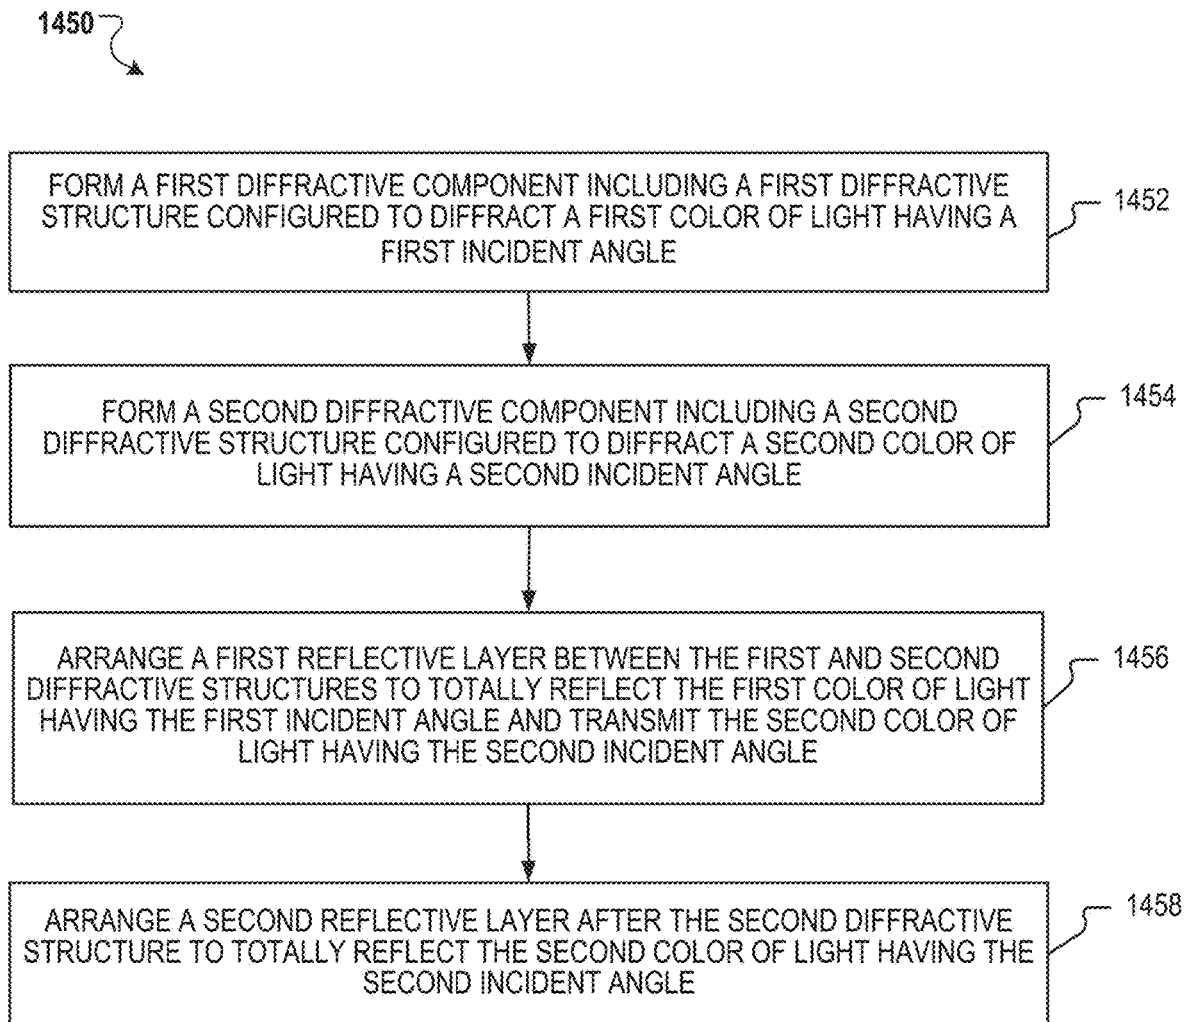 1450
FORM A FIRST DIFFRACTIVE COMPONENT INCLUDING A FIRST DIFFRACTIVE
STRUCTURE CONFIGURED TO DIFFRACT A FIRST COLOR OF LIGHT HAVING A
FIRST INCIDENT ANGLE
1452
FORM A SECOND DIFFRACTIVE COMPONENT INCLUDING A SECOND
DIFFRACTIVE STRUCTURE CONFIGURED TO DIFFRACT A SECOND COLOR OF
LIGHT HAVING A SECOND INCIDENT ANGLE
1454
ARRANGE A FIRST REFLECTIVE LAYER BETWEEN THE FIRST AND SECOND
DIFFRACTIVE STRUCTURES TO TOTALLY REFLECT THE FIRST COLOR OF LIGHT
HAVING THE FIRST INCIDENT ANGLE AND TRANSMIT THE SECOND COLOR OF
LIGHT HAVING THE SECOND INCIDENT ANGLE
1456
ARRANGE A SECOND REFLECTIVE LAYER AFTER THE SECOND DIFFRACTIVE
STRUCTURE TO TOTALLY REFLECT THE SECOND COLOR OF LIGHT HAVING THE
SECOND INCIDENT ANGLE
1458